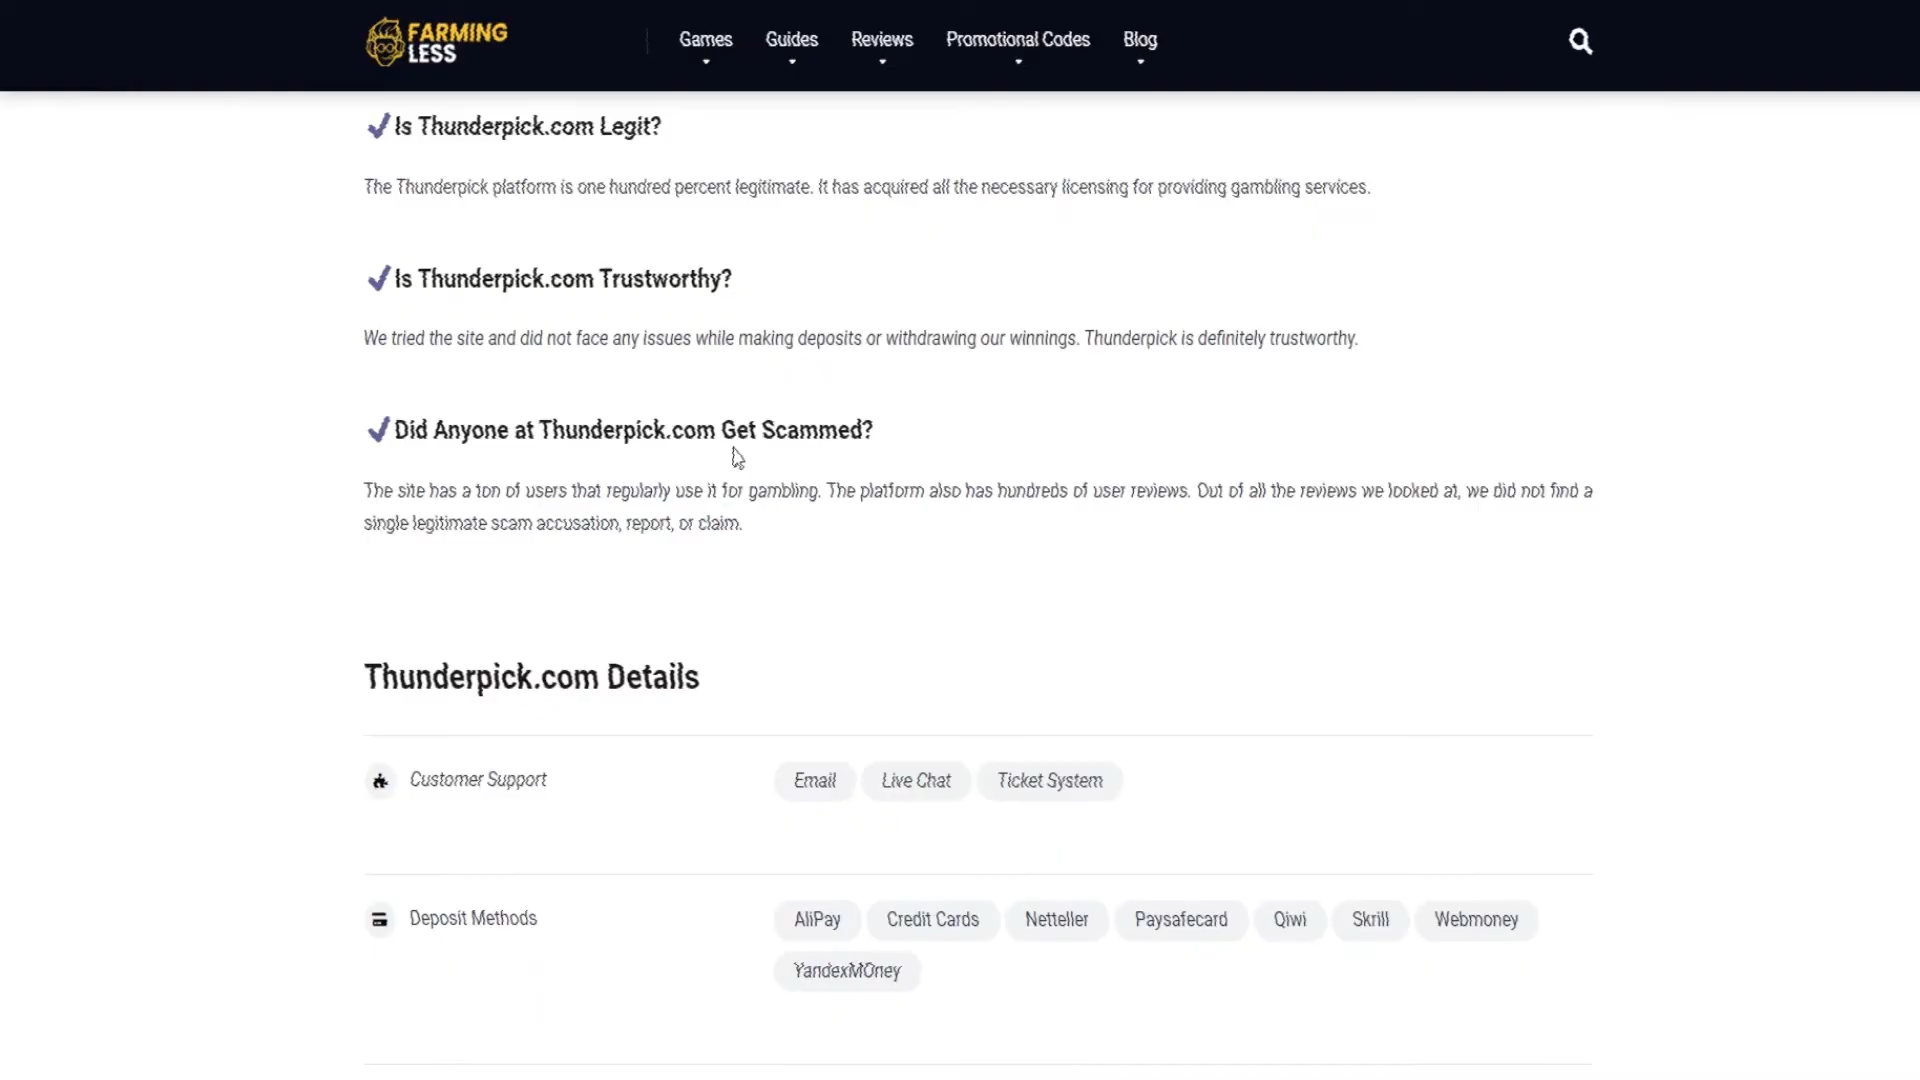 FARMING
LESS
Games
Guides
Reviews
Promotional Codes
Blog
Is Thunderpick.com Legit?
The Thunderpick platform is one hundred percent legitimate. It has acquired all the necessary licensing for providing gambling services.
Is Thunderpick.com Trustworthy?
We tried the site and did not face any issues while making deposits or withdrawing our winnings. Thunderpick is definitely trustworthy.
Did Anyone at Thunderpick.com Get Scammed?
The site has a ton of users that regularly use it for gambling. The platform also has hundreds of user reviews. Out of all the reviews we looked at, we did not find a
single legitimate scam accusation, report, or claim.
Thunderpick.com Details
Customer Support
Email
Live Chat
Ticket System
Deposit Methods
AliPay
Credit Cards
Netteller
Paysafecard
Qiwi
Skrill
Webmoney
YandexMOney